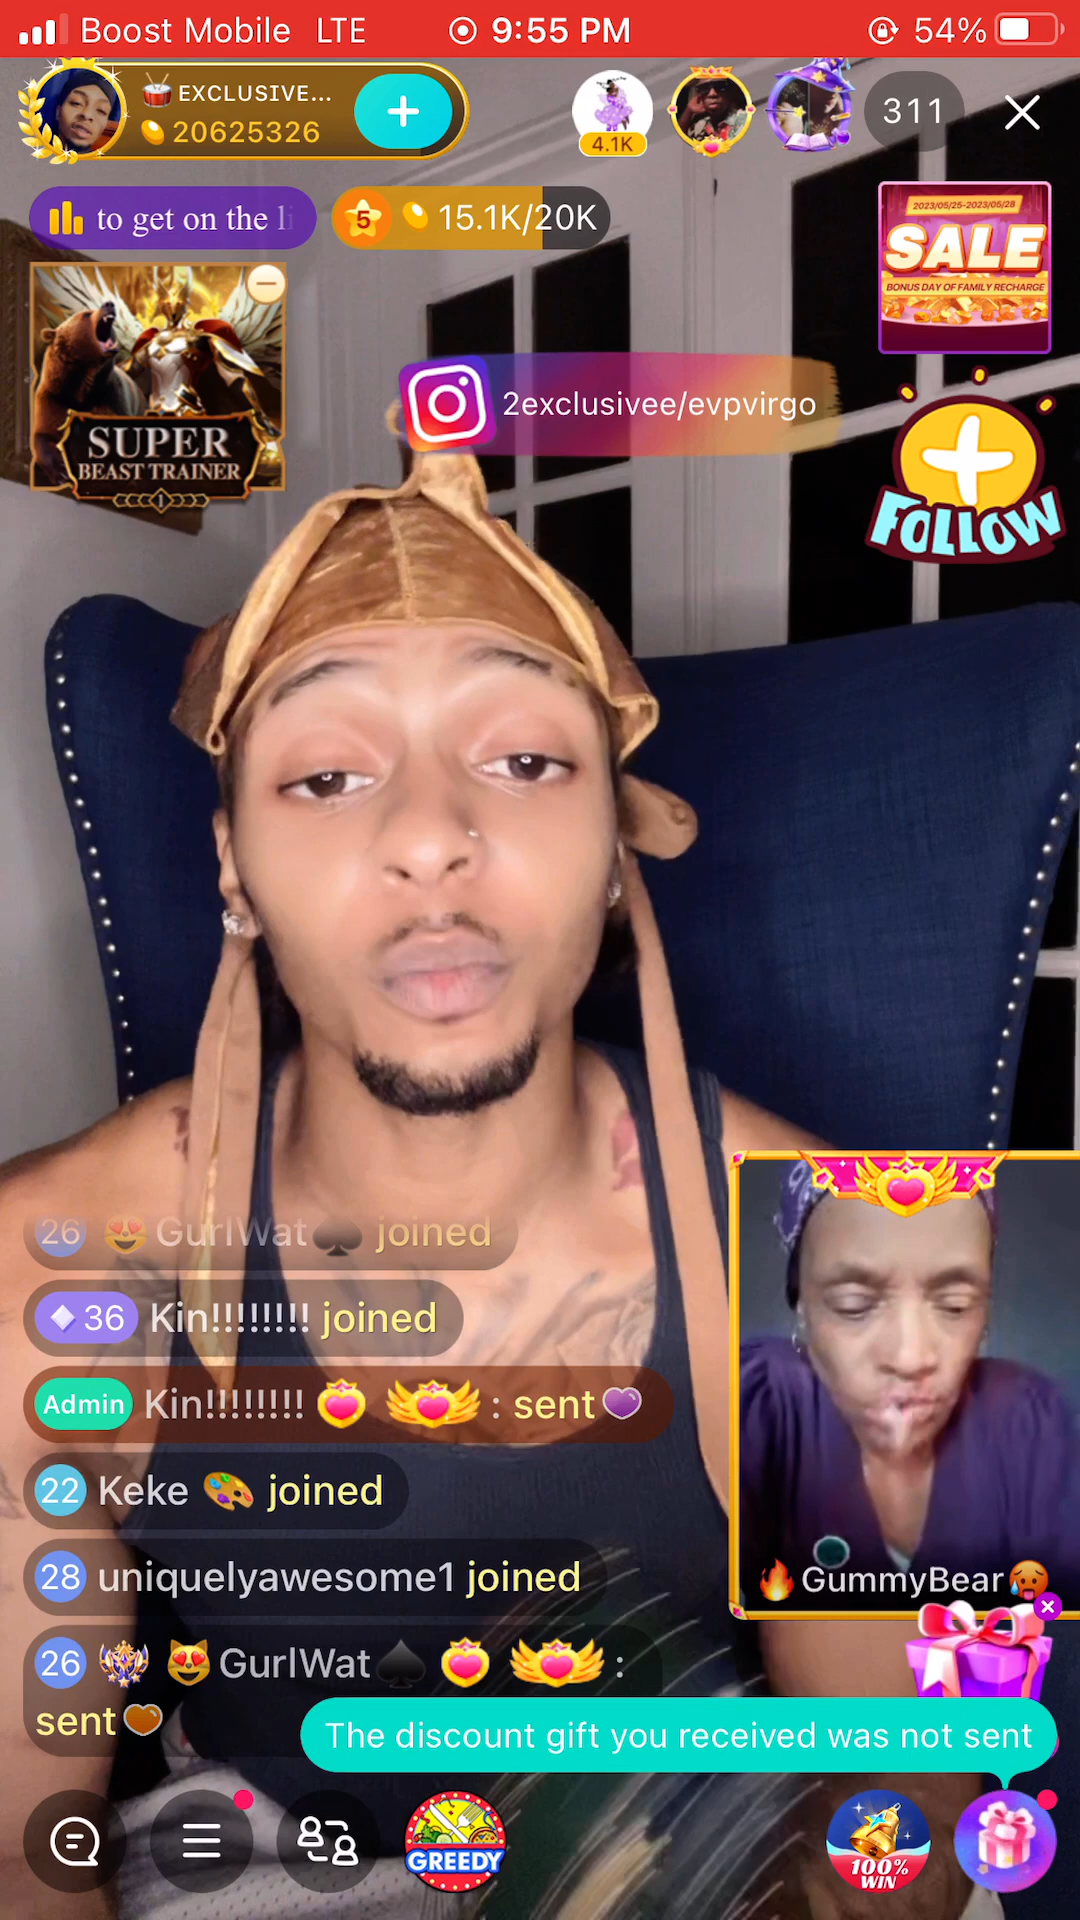 Boost Mobile LTE 9:55 PM 54%
EXCLUSIVE...
20625326
4.1K
311
to get on the li
5 15.1K/20K
2023/05/25-2023/05/28
SALE
BONUS DAY OF FAMILY RECHARGE
SUPER
BEAST TRAINER
1
2exclusivee/evpvirgo
FOLLOW
26 GurlWat joined
36 Kin!!!!!!!! joined
Admin Kin!!!!!!!! : sent
22 Keke joined
28 uniquelyawesome1 joined
26 GurlWat :
sent
GummyBear
The discount gift you received was not sent
GREEDY
100%
WIN